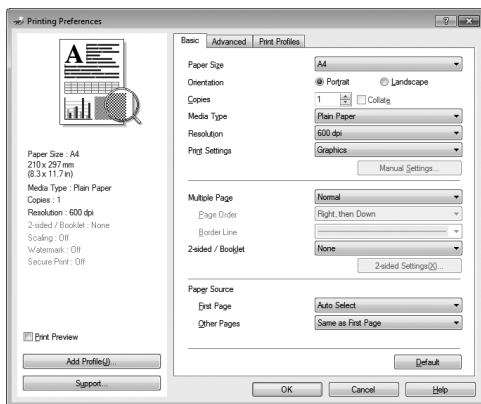 Printing Preferences
Basic Advanced Print Profiles
Paper Size A4
Orientation Portrait Landscape
Copies 1 Collate
Media Type Plain Paper
Resolution 600 dpi
Print Settings Graphics
Manual Settings...
Multiple Page Normal
Page Order Right, then Down
Border Line
2-sided / Booklet None
2-sided Settings(X)...
Paper Source
First Page Auto Select
Other Pages Same as First Page
Default
A
Paper Size : A4
210 x 297 mm
(8.3 x 11.7 in)
Media Type : Plain Paper
Copies : 1
Resolution : 600 dpi
2-sided / Booklet : None
Scaling : Off
Watermark : Off
Secure Print : Off
Print Preview
Add Profile(J)...
Support...
OK Cancel Help